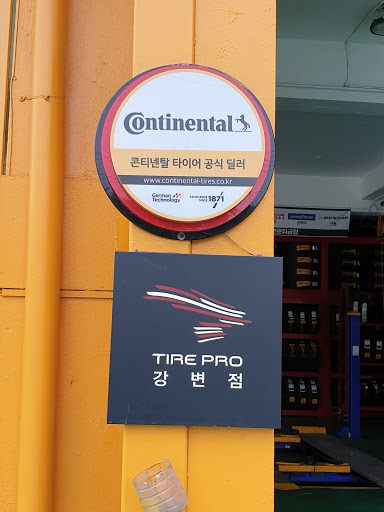 Continental
콘티넨탈 타이어 공식 딜러
www.continental-tires.co.kr
German Technology
EXCELLENCE SINCE 1871
TIRE PRO
강변점
DUNLOP